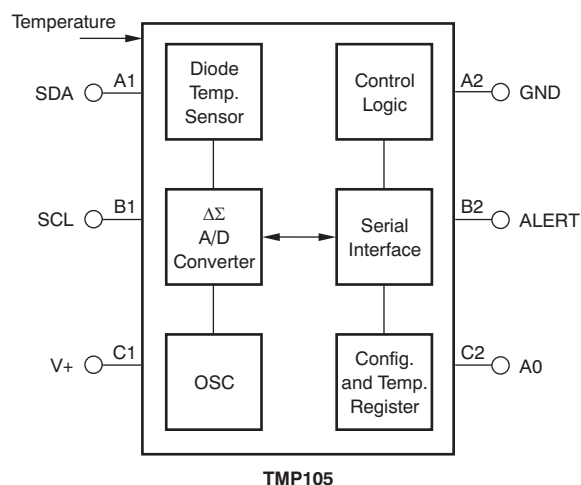 Temperature
SDA
A1
Diode
Temp.
Sensor
Control
Logic
A2
GND
SCL
B1
ΔΣ
A/D
Converter
Serial
Interface
B2
ALERT
V+
C1
OSC
Config.
and Temp.
Register
C2
A0
TMP105